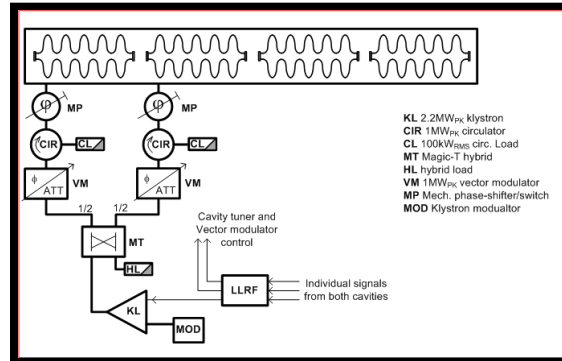 φ MP
φ MP
CIR CL
CIR CL
ϕ
ATT VM
ϕ
ATT VM
1/2 1/2
MT
HL
KL
MOD
Cavity tuner and
Vector modulator
control
LLRF
Individual signals
from both cavities
KL 2.2MWPK klystron
CIR 1MWPK circulator
CL 100kWRMS circ. Load
MT Magic-T hybrid
HL hybrid load
VM 1MWPK vector modulator
MP Mech. phase-shifter/switch
MOD Klystron modualtor